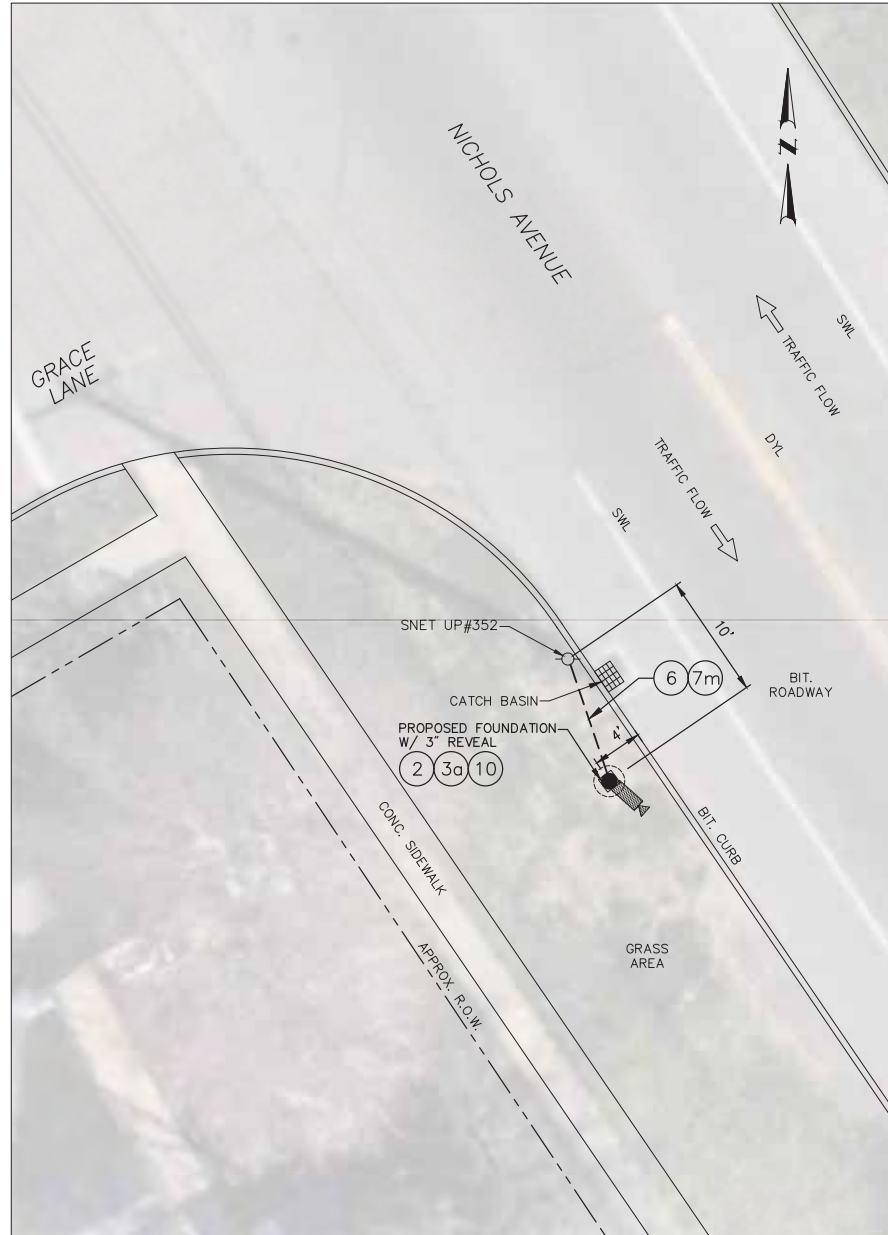 NICHOLS AVENUE
N
GRACE
LANE
SWL
TRAFFIC FLOW
DYL
TRAFFIC FLOW
SWL
10'
SNET UP#352
6 7m
BIT.
ROADWAY
CATCH BASIN
PROPOSED FOUNDATION
W/ 3" REVEAL
4'
2 3a 10
CONC. SIDEWALK
BIT. CURB
APPROX. R.O.W.
GRASS
AREA